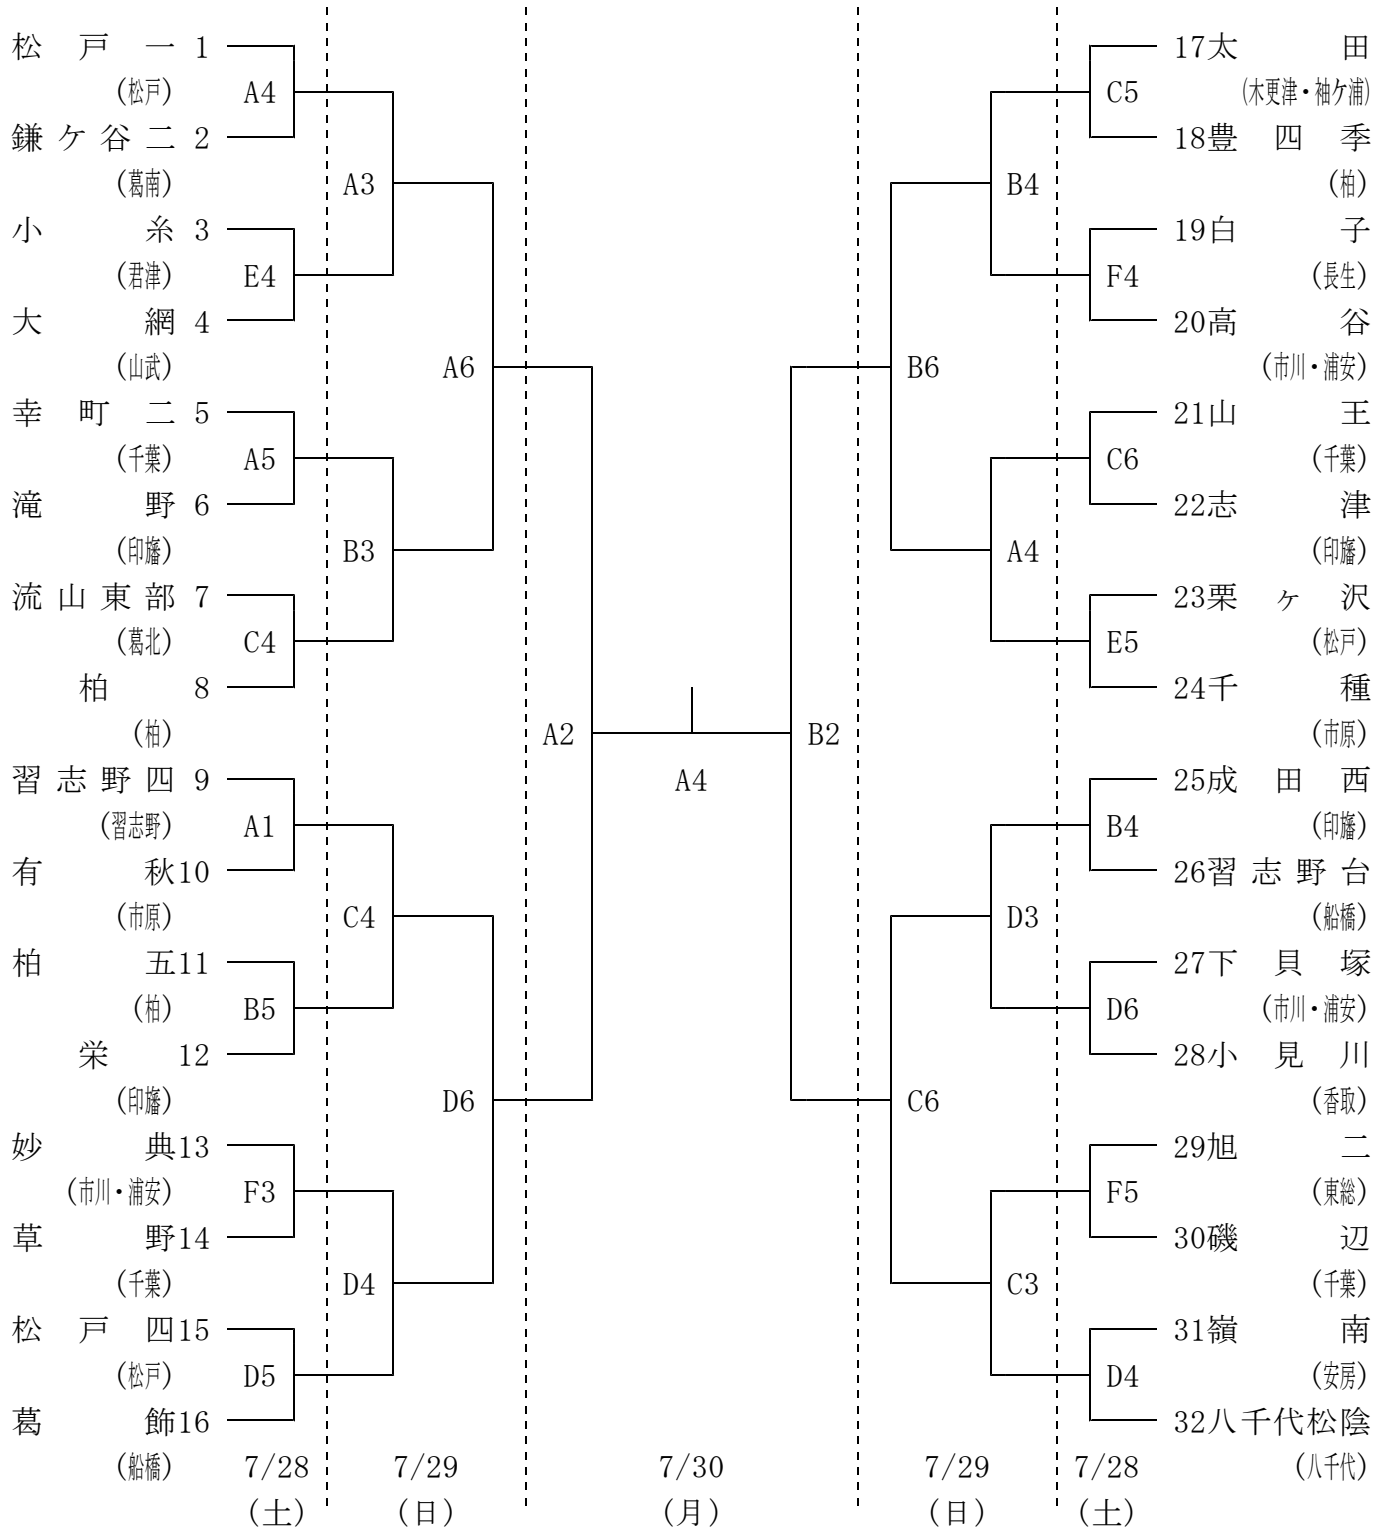 松戸一 1
(松戸) A4
鎌ケ谷二 2
(葛南) A3
小糸 3
(君津) E4
大網 4
(山武) A6
幸町二 5
(千葉) A5
滝野 6
(印旛) B3
流山東部 7
(葛北) C4
柏 8
(柏) A2
習志野四 9
(習志野) A1
有秋10
(市原) C4
柏五11
(柏) B5
栄 12
(印旛) D6
妙典13
(市川・浦安) F3
草野14
(千葉) D4
松戸四15
(松戸) D5
葛飾16
(船橋)
A4
17太田
C5 (木更津・袖ケ浦)
18豊四季
B4 (柏)
19白子
F4 (長生)
20高谷
B6 (市川・浦安)
21山王
C6 (千葉)
22志津
A4 (印旛)
23栗ヶ沢
E5 (松戸)
24千種
B2 (市原)
25成田西
B4 (印旛)
26習志野台
D3 (船橋)
27下貝塚
D6 (市川・浦安)
28小見川
C6 (香取)
29旭二
F5 (東総)
30磯辺
C3 (千葉)
31嶺南
D4 (安房)
32八千代松陰
(八千代)
7/28 7/29 7/30 7/29 7/28
(土) (日) (月) (日) (土)